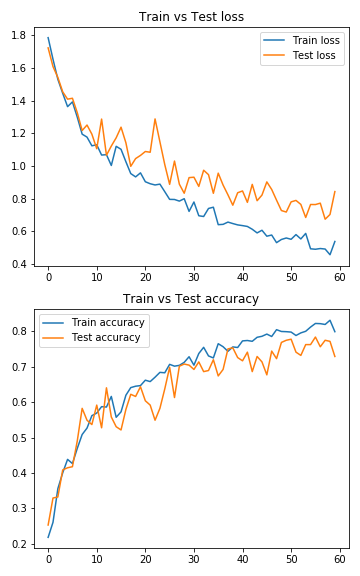 Train vs Test loss
1.8
1.6
1.4
1.2
1.0
0.8
0.6
0.4
Train loss
Test loss
0 10 20 30 40 50 60
Train vs Test accuracy
0.8
0.7
0.6
0.5
0.4
0.3
0.2
Train accuracy
Test accuracy
0 10 20 30 40 50 60